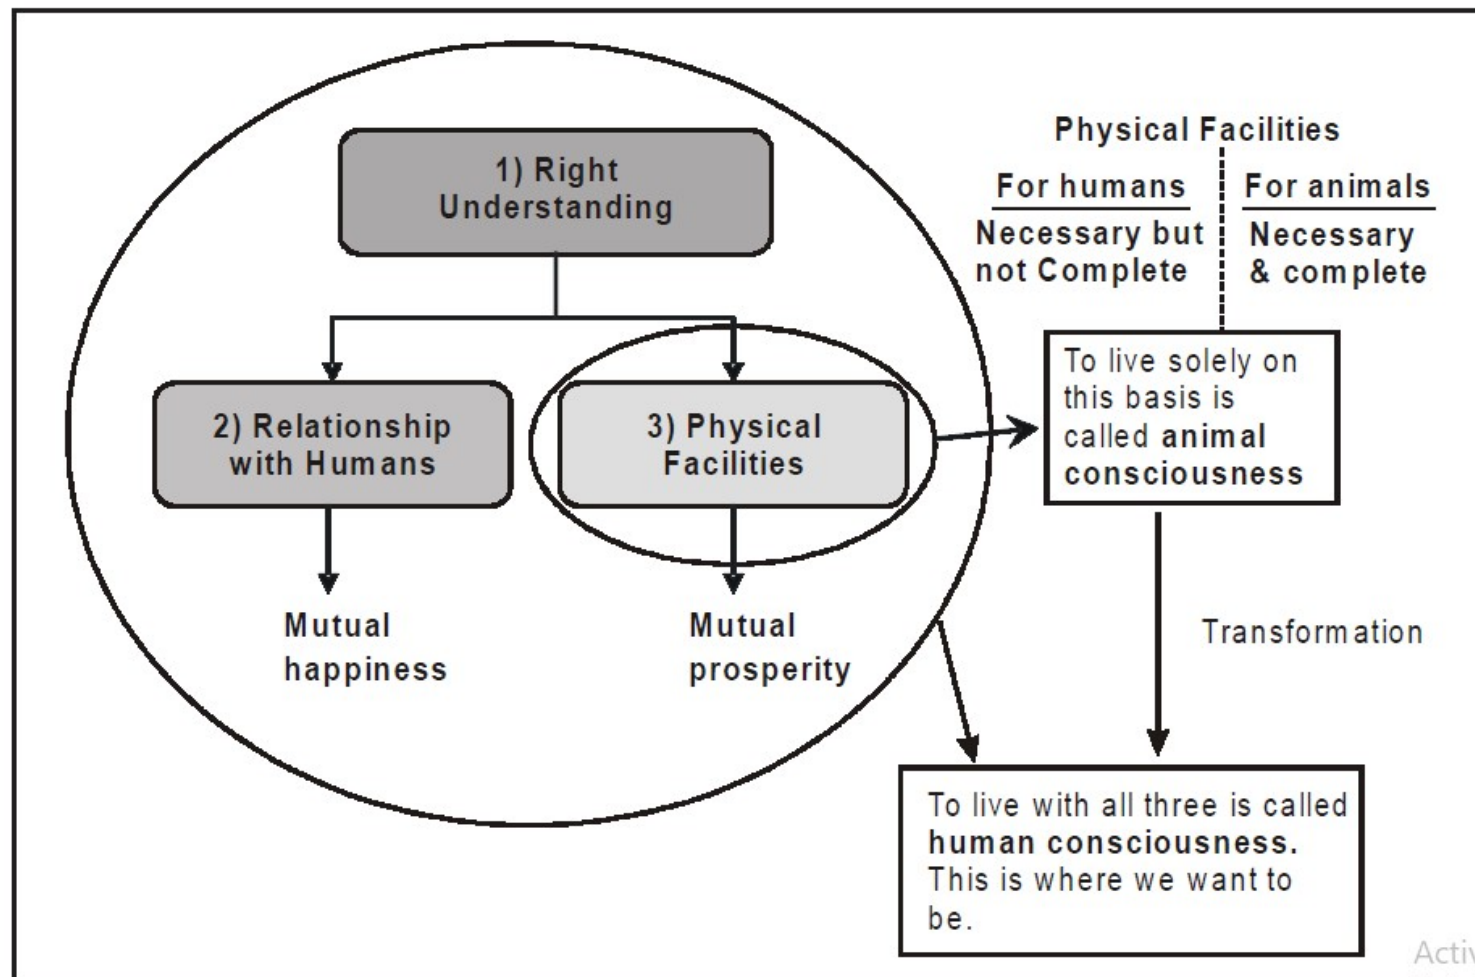 1) Right
Understanding
2) Relationship
with Humans
3) Physical
Facilities
Mutual
happiness
Mutual
prosperity
Physical Facilities
For humans
Necessary but
not Complete
For animals
Necessary
& complete
To live solely on
this basis is
called animal
consciousness
Transformation
To live with all three is called
human consciousness.
This is where we want to
be.
Activ